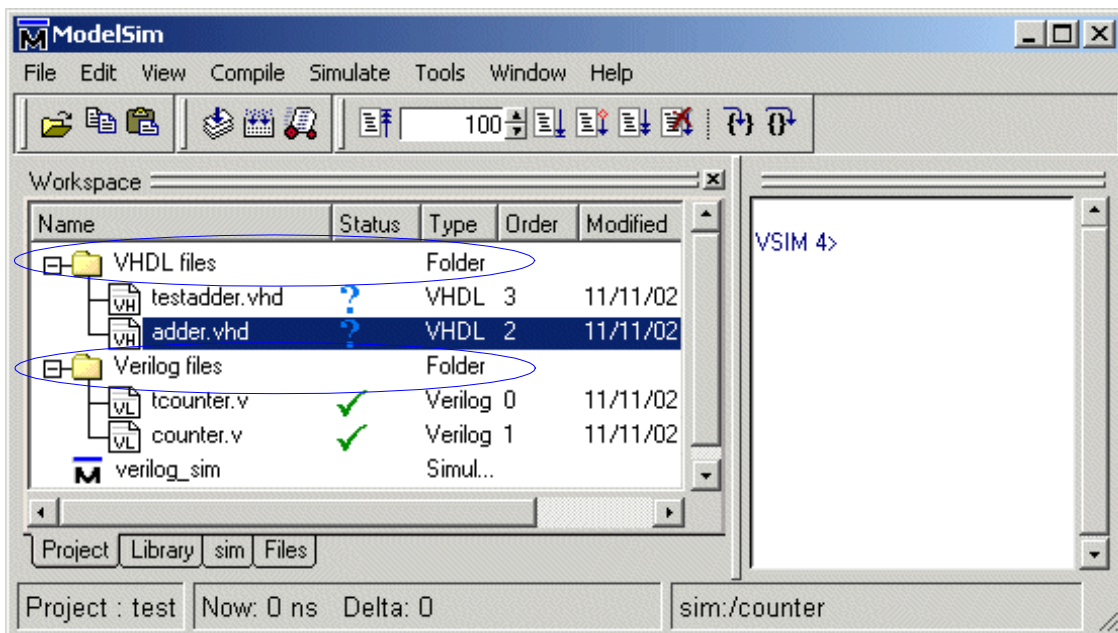 ModelSim
File Edit View Compile Simulate Tools Window Help
100
Workspace
Name Status Type Order Modified
VHDL files Folder
testadder.vhd ? VHDL 3 11/11/02
adder.vhd ? VHDL 2 11/11/02
Verilog files Folder
tcounter.v Verilog 0 11/11/02
counter.v Verilog 1 11/11/02
verilog_sim Simul...
VSIM 4>
Project Library sim Files
Project : test Now: 0 ns Delta: 0 sim:/counter